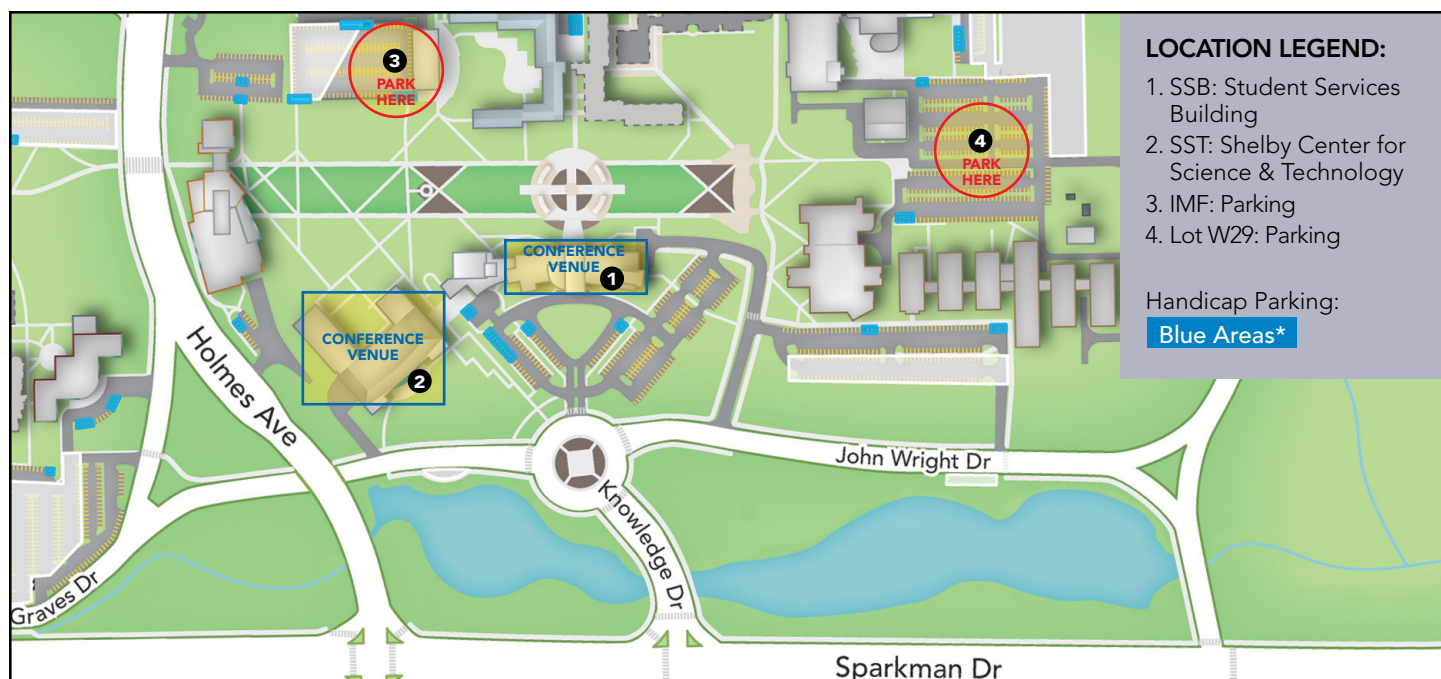 3
PARK
HERE
4
PARK
HERE
CONFERENCE
VENUE
1
CONFERENCE
VENUE
2
Holmes Ave
John Wright Dr
Knowledge Dr
Graves Dr
Sparkman Dr
LOCATION LEGEND:
1. SSB: Student Services
Building
2. SST: Shelby Center for
Science & Technology
3. IMF: Parking
4. Lot W29: Parking
Handicap Parking:
Blue Areas*